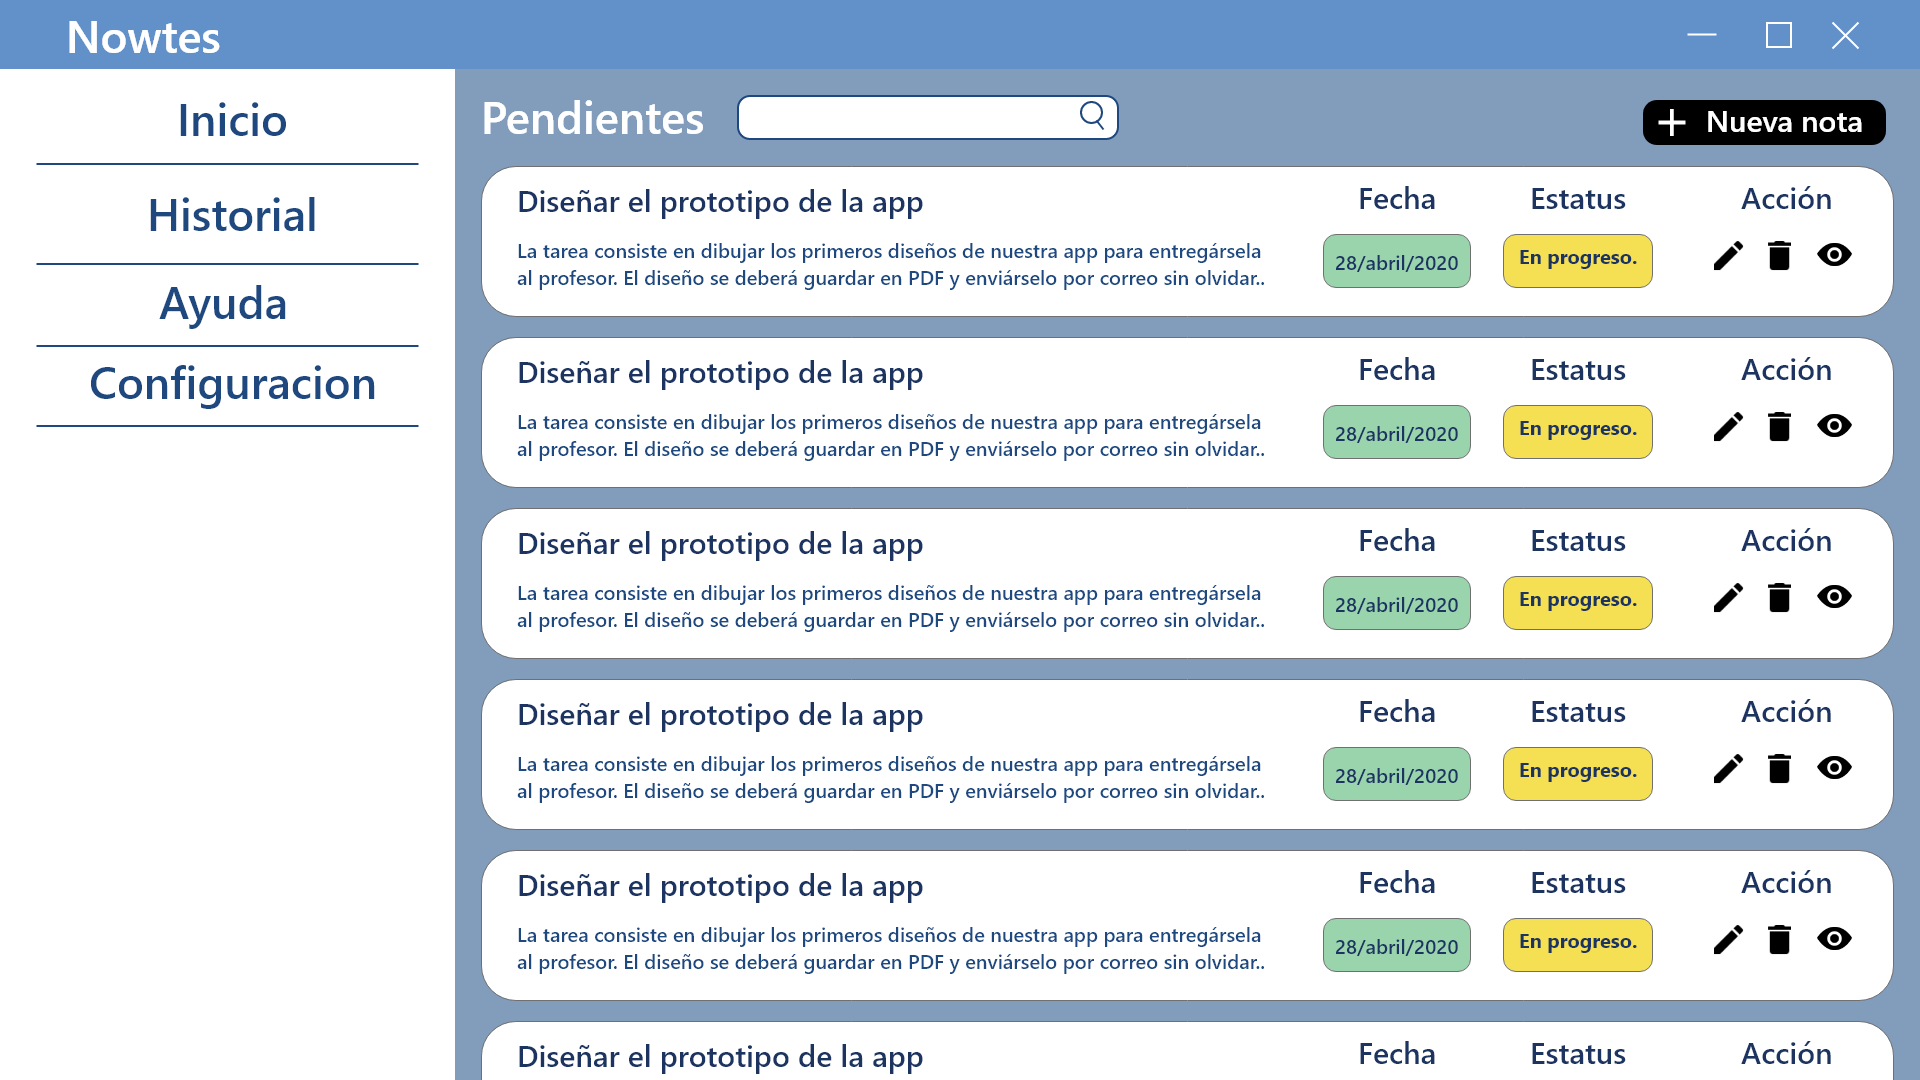 Nowtes
Inicio
Historial
Ayuda
Configuracion
Pendientes
Nueva nota
Diseñar el prototipo de la app
La tarea consiste en dibujar los primeros diseños de nuestra app para entregársela
al profesor. El diseño se deberá guardar en PDF y enviárselo por correo sin olvidar..
Fecha
28/abril/2020
Estatus
En progreso.
Acción
Diseñar el prototipo de la app
La tarea consiste en dibujar los primeros diseños de nuestra app para entregársela
al profesor. El diseño se deberá guardar en PDF y enviárselo por correo sin olvidar..
Fecha
28/abril/2020
Estatus
En progreso.
Acción
Diseñar el prototipo de la app
La tarea consiste en dibujar los primeros diseños de nuestra app para entregársela
al profesor. El diseño se deberá guardar en PDF y enviárselo por correo sin olvidar..
Fecha
28/abril/2020
Estatus
En progreso.
Acción
Diseñar el prototipo de la app
La tarea consiste en dibujar los primeros diseños de nuestra app para entregársela
al profesor. El diseño se deberá guardar en PDF y enviárselo por correo sin olvidar..
Fecha
28/abril/2020
Estatus
En progreso.
Acción
Diseñar el prototipo de la app
La tarea consiste en dibujar los primeros diseños de nuestra app para entregársela
al profesor. El diseño se deberá guardar en PDF y enviárselo por correo sin olvidar..
Fecha
28/abril/2020
Estatus
En progreso.
Acción
Diseñar el prototipo de la app
Fecha
Estatus
Acción